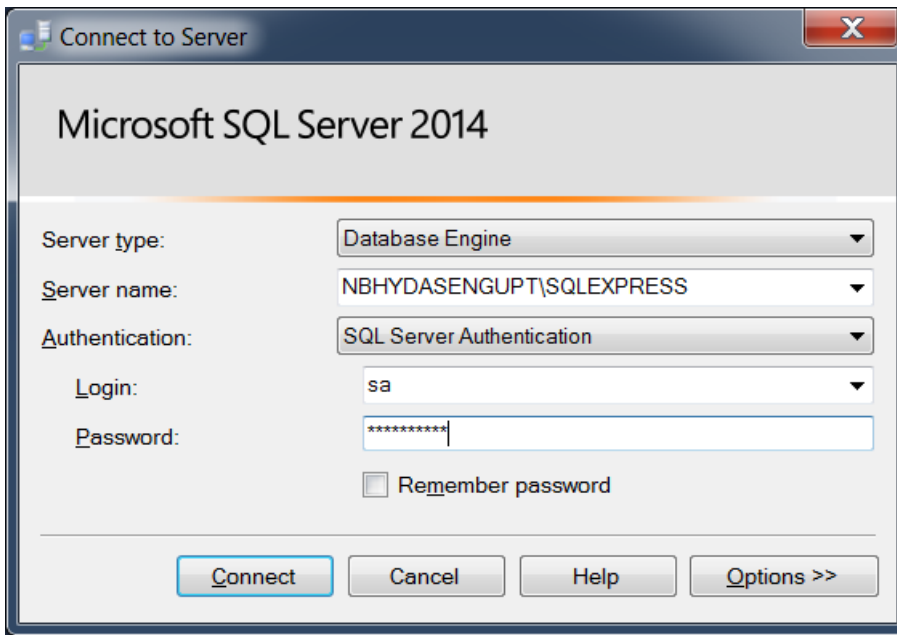 Connect to Server
X
Microsoft SQL Server 2014
Server type: Database Engine
Server name: NBHYDASENGUPT\SQLEXPRESS
Authentication: SQL Server Authentication
Login: sa
Password: **********
Remember password
Connect Cancel Help Options >>